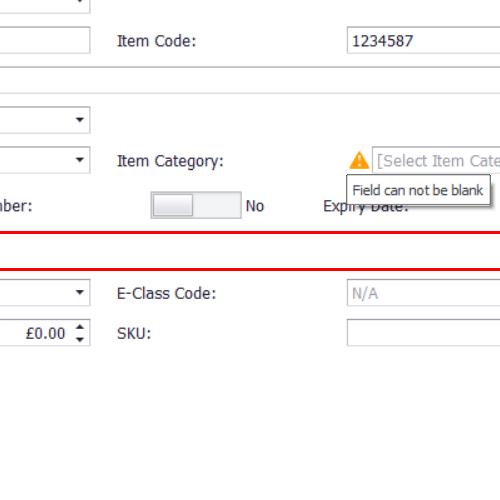 Item Code: 1234587
Item Category: [Select Item Cate
Field can not be blank
nber: No Expiry Date:
E-Class Code: N/A
£0.00 SKU: